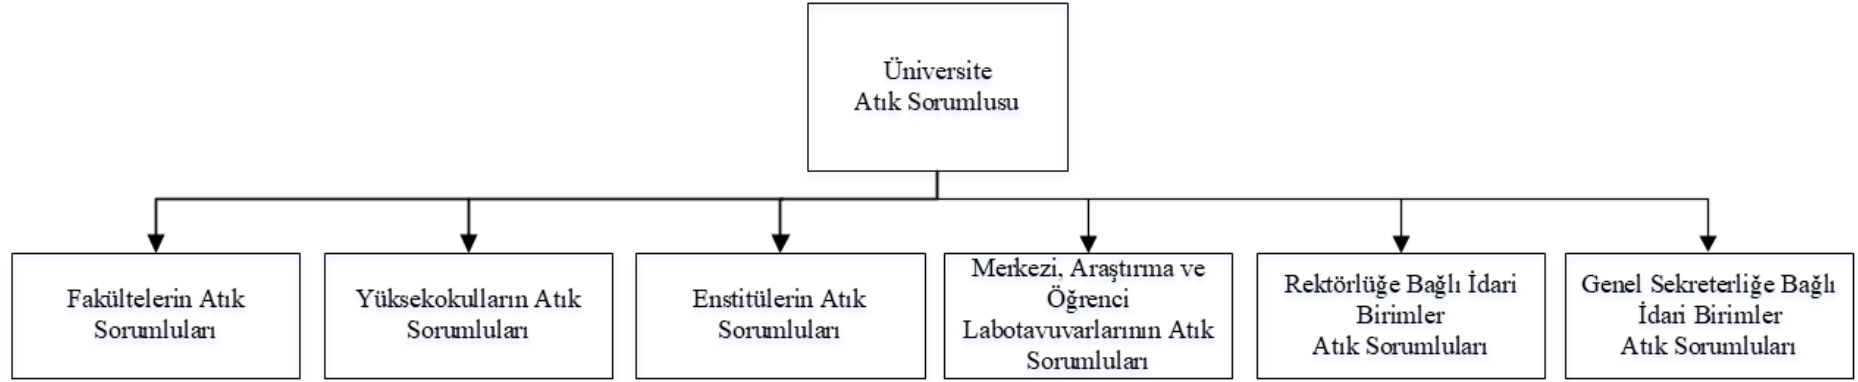 Üniversite
Atık Sorumlusu
Fakültelerin Atık
Sorumluları
Yüksekokulların Atık
Sorumluları
Enstitülerin Atık
Sorumluları
Merkezi, Araştırma ve
Öğrenci
Labotavuvarlarının Atık
Sorumluları
Rektörlüğe Bağlı İdari
Birimler
Atık Sorumluları
Genel Sekreterliğe Bağlı
İdari Birimler
Atık Sorumluları